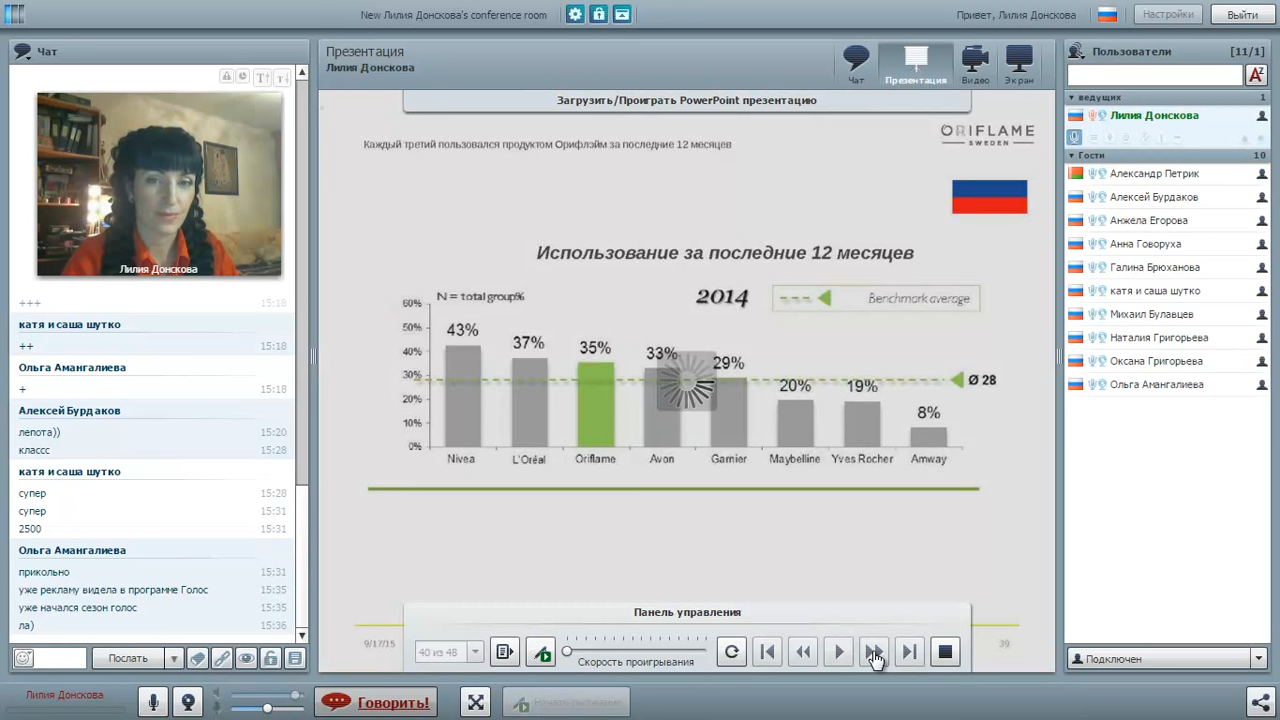 New Лилия Донскова's conference room
Привет, Лилия Донскова
Настройки
Выйти
Чат
Лилия Донскова
+++ 15:18
катя и саша шутко
++ 15:18
Ольга Амангалиева
+ 15:18
Алексей Бурдаков
лепота)) 15:20
класс 15:28
катя и саша шутко
супер 15:28
супер 15:31
2500 15:31
Ольга Амангалиева
прикольно 15:31
уже рекламу видела в программе Голос 15:35
уже начался сезон голос 15:35
ла) 15:36
Послать
Презентация
Лилия Донскова
Чат
Презентация
Видео
Экран
Загрузить/Проиграть PowerPoint презентацию
Каждый третий пользовался продуктом Орифлэйм за последние 12 месяцев
ORIFLAME
SWEDEN
Использование за последние 12 месяцев
N = total group%
2014
Benchmark average
60%
50%
40%
30%
20%
10%
0%
43%
37%
35%
33%
29%
20%
19%
8%
Ø 28
Nivea
L'Oréal
Oriflame
Avon
Garnier
Maybelline
Yves Rocher
Amway
Панель управления
9/17/15
40 из 48
Скорость проигрывания
39
Пользователи
[11/1]
ведущих 1
Лилия Донскова
Гости 10
Александр Петрик
Алексей Бурдаков
Анжела Егорова
Анна Говоруха
Галина Брюханова
катя и саша шутко
Михаил Булавцев
Наталия Григорьева
Оксана Григорьева
Ольга Амангалиева
Подключен
Лилия Донскова
Говорить!